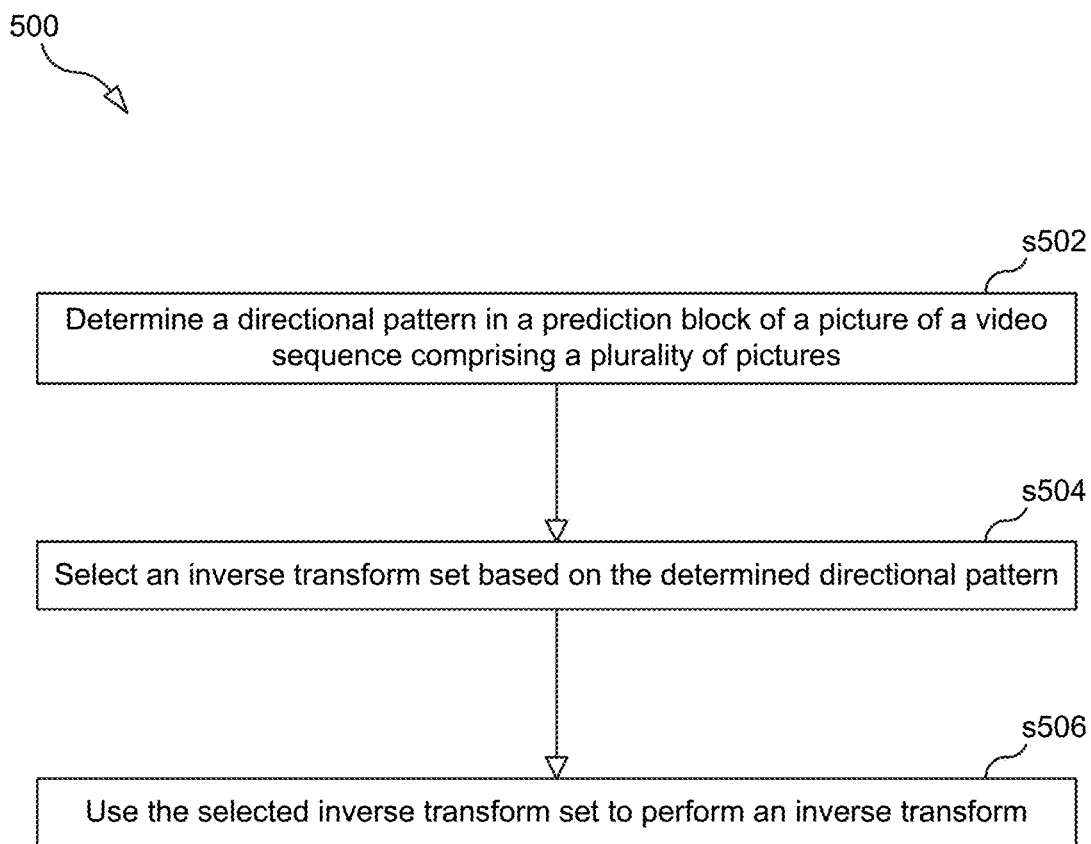 500
s502
Determine a directional pattern in a prediction block of a picture of a video
sequence comprising a plurality of pictures
s504
Select an inverse transform set based on the determined directional pattern
s506
Use the selected inverse transform set to perform an inverse transform